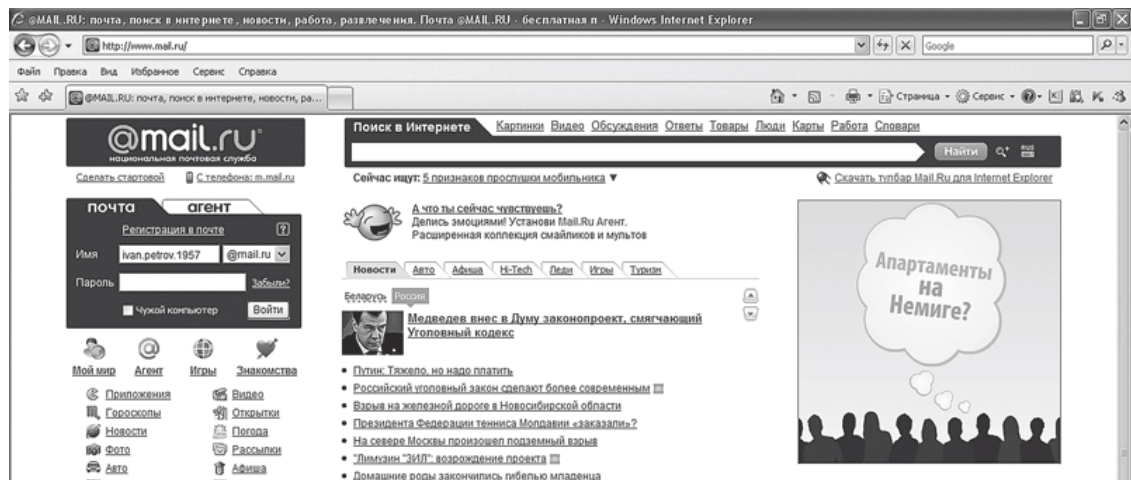 @MAIL.RU: почта, поиск в интернете, новости, работа, развлечения. Почта @MAIL.RU - бесплатная п - Windows Internet Explorer
http://www.mail.ru/
Google
Файл Правка Вид Избранное Сервис Справка
@MAIL.RU: почта, поиск в интернете, новости, ра...
Страница Сервис
@mail.ru
национальная почтовая служба
Сделать стартовой С телефона: m.mail.ru
Поиск в Интернете Картинки Видео Обсуждения Ответы Товары Люди Карты Работа Словари
Найти
Сейчас ищут: 5 признаков прослушки мобильника ▼
Скачать тулбар Mail.Ru для Internet Explorer
почта агент
Регистрация в почте ?
Имя ivan.petrov.1957 @mail.ru
Пароль Забыли?
Чужой компьютер Войти
Мой мир Агент Игры Знакомства
Приложения Видео
Гороскопы Открытки
Новости Погода
Фото Рассылки
Авто Афиша
А что ты сейчас чувствуешь?
Делись эмоциями! Установи Mail.Ru Агент.
Расширенная коллекция смайликов и мультов
Новости Авто Афиша Hi-Tech Леди Игры Туризм
Беларусь Россия
Медведев внес в Думу законопроект, смягчающий
Уголовный кодекс
• Путин: Тяжело, но надо платить
• Российский уголовный закон сделают более современным
• Взрыв на железной дороге в Новосибирской области
• Президента Федерации тенниса Молдавии «заказали»?
• На севере Москвы произошел подземный взрыв
• "Лимузин "ЗИЛ": возрождение проекта
• Домашние роды закончились гибелью младенца
Апартаменты
на
Немиге?